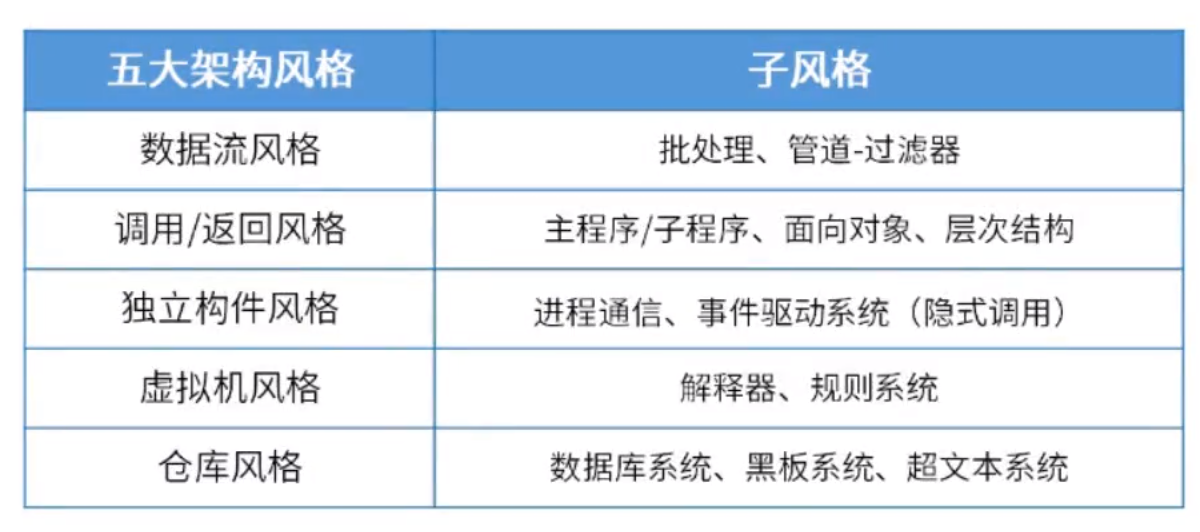 五大架构风格 子风格
数据流风格 批处理、管道-过滤器
调用/返回风格 主程序/子程序、面向对象、层次结构
独立构件风格 进程通信、事件驱动系统（隐式调用）
虚拟机风格 解释器、规则系统
仓库风格 数据库系统、黑板系统、超文本系统